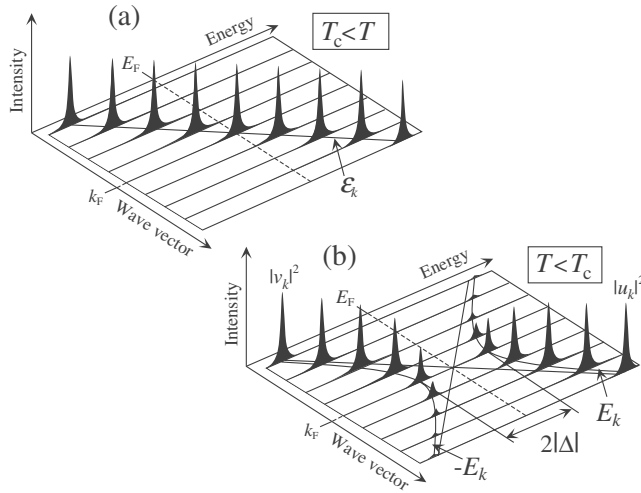 (a)
T_c<T
Energy
Intensity
E_F
ε_k
k_F
Wave vector
(b)
T<T_c
Energy
|v_k|²
|u_k|²
E_F
Intensity
E_k
2|Δ|
k_F
-E_k
Wave vector